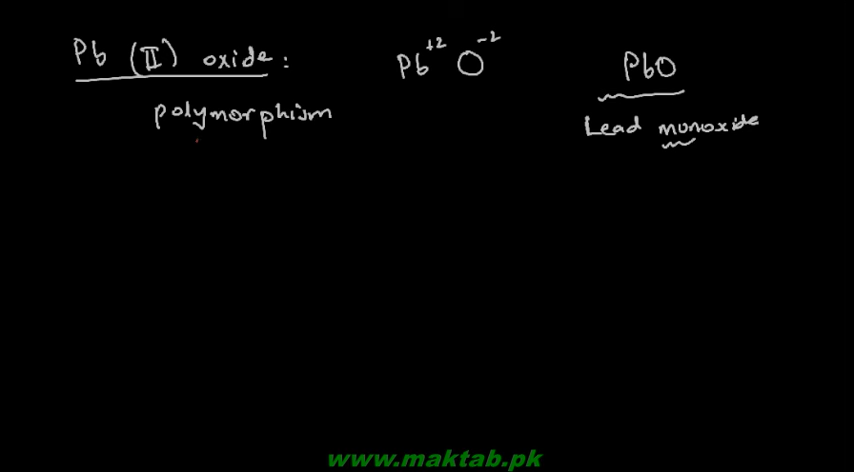 Pb (II) oxide : Pb+2 O-2 PbO
polymorphism Lead monoxide
www.maktab.pk